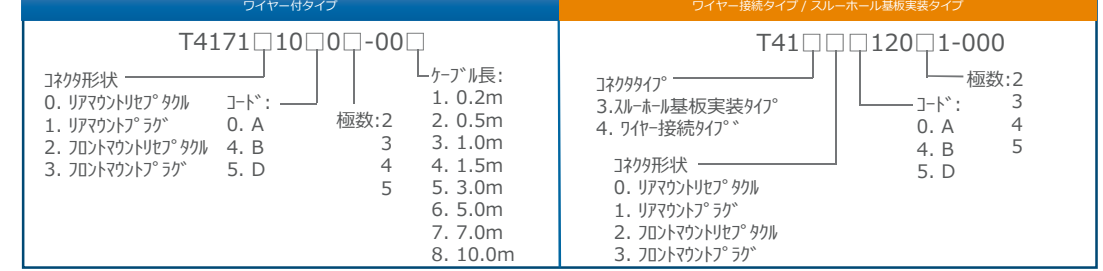 ワイヤー付タイプ
T4171□10□0□-00□
コネクタ形状
0. リアマウントリセプタクル
1. リアマウントプラグ
2. フロントマウントリセプタクル
3. フロントマウントプラグ
コード:
0. A
4. B
5. D
極数:2
3
4
5
ケーブル長:
1. 0.2m
2. 0.5m
3. 1.0m
4. 1.5m
5. 3.0m
6. 5.0m
7. 7.0m
8. 10.0m
ワイヤー接続タイプ / スルーホール基板実装タイプ
T41□□□120□1-000
コネクタタイプ
3.スルーホール基板実装タイプ
4. ワイヤー接続タイプ
コネクタ形状
0. リアマウントリセプタクル
1. リアマウントプラグ
2. フロントマウントリセプタクル
3. フロントマウントプラグ
コード:
0. A
4. B
5. D
極数:2
3
4
5